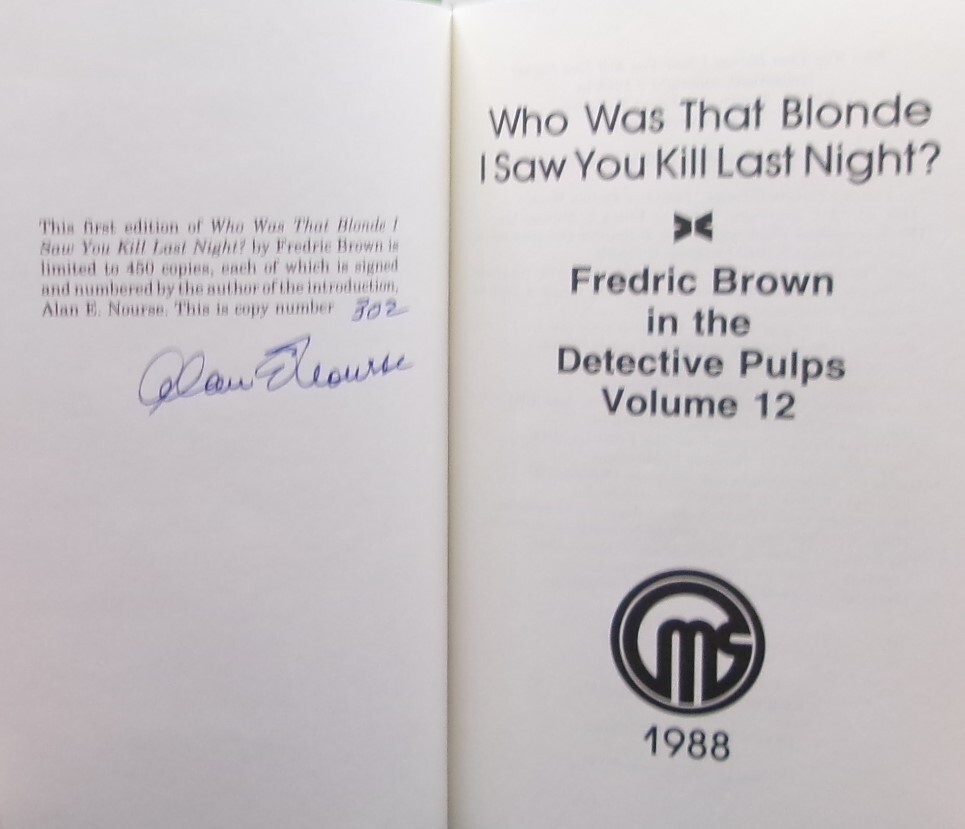 This first edition of Who Was That Blonde I
Saw You Kill Last Night? by Fredric Brown is
limited to 450 copies, each of which is signed
and numbered by the author of the introduction,
Alan E. Nourse. This is copy number 302
Alan E Nourse
Who Was That Blonde
I Saw You Kill Last Night?
Fredric Brown
in the
Detective Pulps
Volume 12
GMS
1988